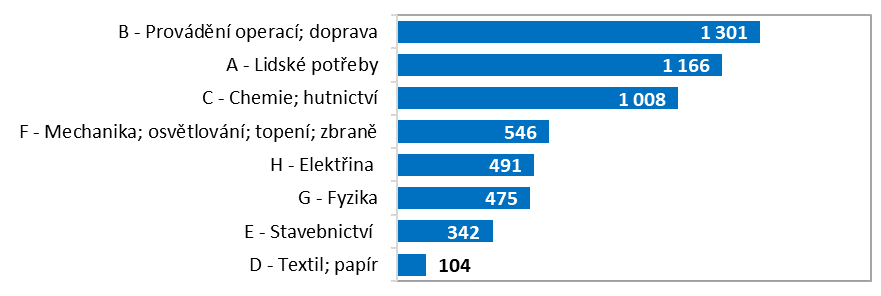 B - Provádění operací; doprava 1 301
A - Lidské potřeby 1 166
C - Chemie; hutnictví 1 008
F - Mechanika; osvětlování; topení; zbraně 546
H - Elektřina 491
G - Fyzika 475
E - Stavebnictví 342
D - Textil; papír 104